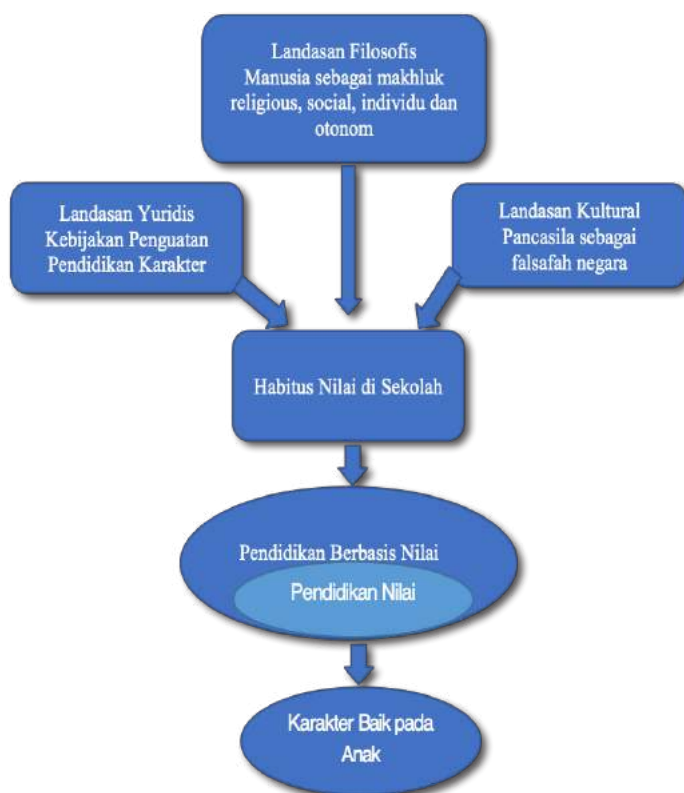 Landasan Filosofis
Manusia sebagai makhluk
religious, social, individu dan
otonom
Landasan Yuridis
Kebijakan Penguatan
Pendidikan Karakter
Landasan Kultural
Pancasila sebagai
falsafah negara
Habitus Nilai di Sekolah
Pendidikan Berbasis Nilai
Pendidikan Nilai
Karakter Baik pada
Anak